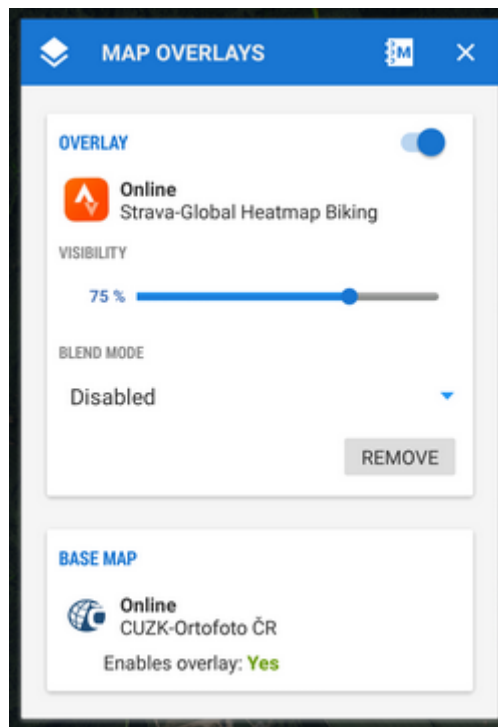 MAP OVERLAYS
M
OVERLAY
Online
Strava-Global Heatmap Biking
VISIBILITY
75 %
BLEND MODE
Disabled
REMOVE
BASE MAP
Online
CUZK-Ortofoto ČR
Enables overlay: Yes